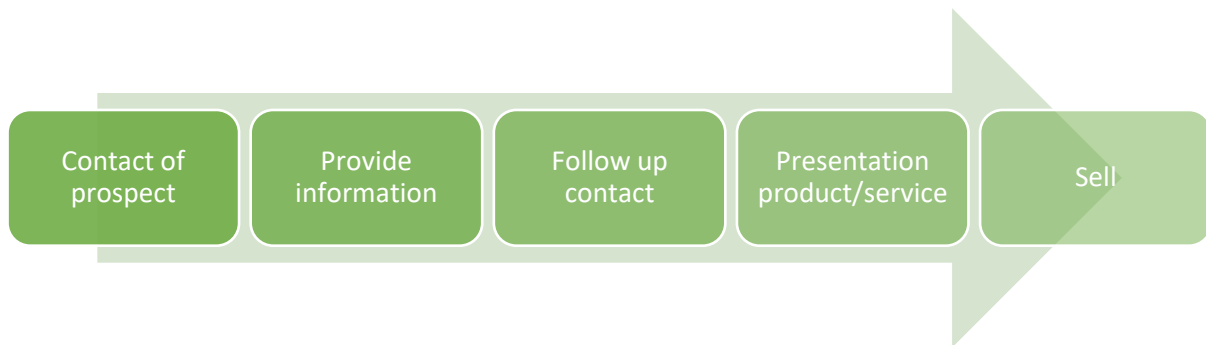 Contact of
prospect
Provide
information
Follow up
contact
Presentation
product/service
Sell